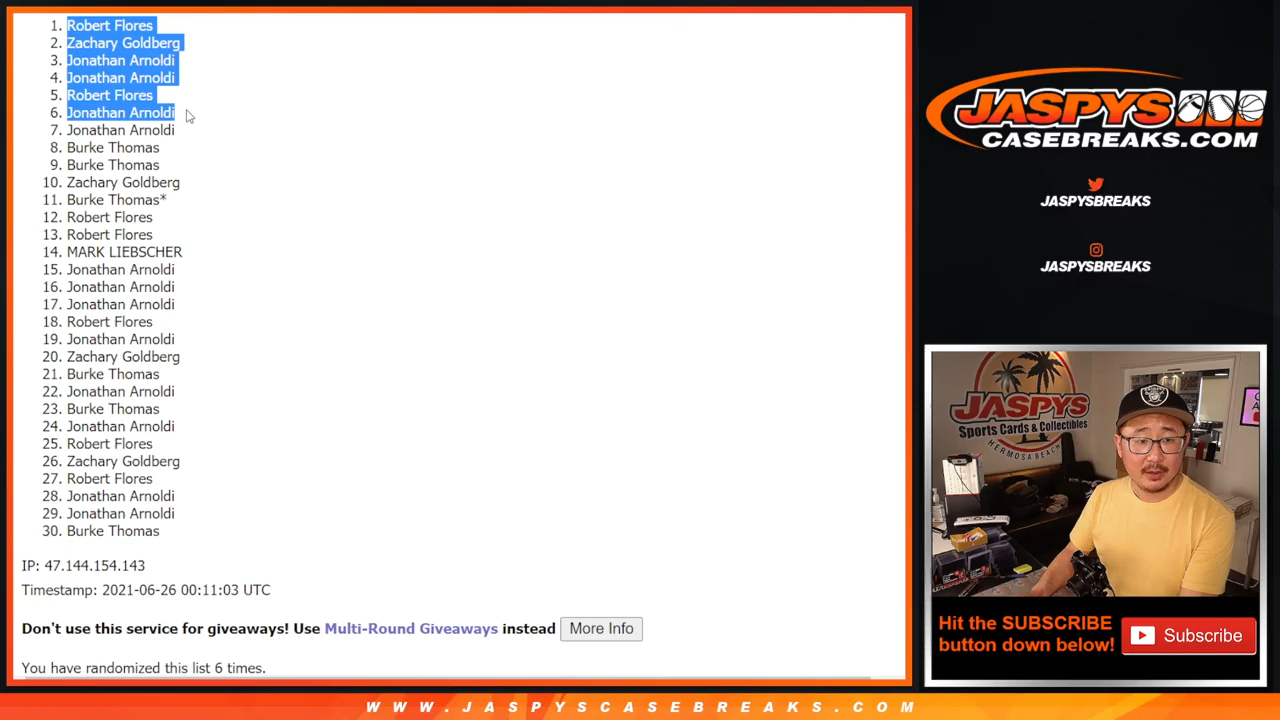 1. Robert Flores
2. Zachary Goldberg
3. Jonathan Arnoldi
4. Jonathan Arnoldi
5. Robert Flores
6. Jonathan Arnoldi
7. Jonathan Arnoldi
8. Burke Thomas
9. Burke Thomas
10. Zachary Goldberg
11. Burke Thomas*
12. Robert Flores
13. Robert Flores
14. MARK LIEBSCHER
15. Jonathan Arnoldi
16. Jonathan Arnoldi
17. Jonathan Arnoldi
18. Robert Flores
19. Jonathan Arnoldi
20. Zachary Goldberg
21. Burke Thomas
22. Jonathan Arnoldi
23. Burke Thomas
24. Jonathan Arnoldi
25. Robert Flores
26. Zachary Goldberg
27. Robert Flores
28. Jonathan Arnoldi
29. Jonathan Arnoldi
30. Burke Thomas
IP: 47.144.154.143
Timestamp: 2021-06-26 00:11:03 UTC
Don't use this service for giveaways! Use Multi-Round Giveaways instead More Info
You have randomized this list 6 times.
JASPYS
CASEBREAKS.COM
JASPYSBREAKS
JASPYSBREAKS
JASPYS
Sports Cards & Collectibles
HERMOSA BEACH
Hit the SUBSCRIBE
button down below!
Subscribe
WWW.JASPYSCASEBREAKS.COM